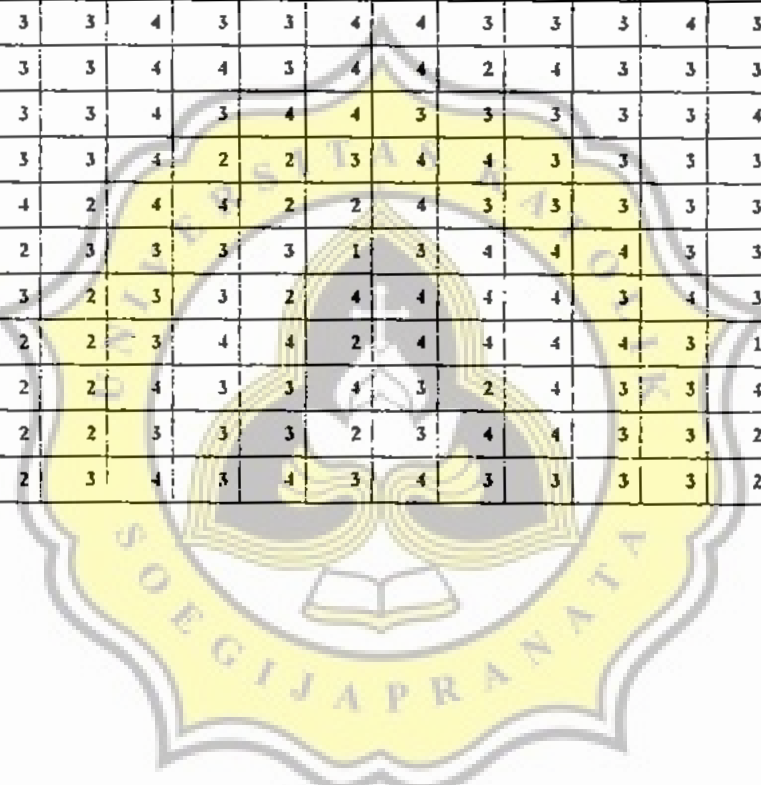 3 3 4 3 3 4 4 3 3 3 4 3
3 3 4 4 3 4 4 2 4 3 3 3
3 3 4 3 4 4 3 3 3 3 3 4
3 3 4 2 2 3 4 4 3 3 3 3
4 2 4 4 2 2 4 3 3 3 3 3
2 3 3 3 3 1 3 4 4 4 3 3
3 2 3 3 2 4 4 4 4 3 4 3
2 2 3 4 4 2 4 4 4 4 3 1
2 2 4 3 3 4 3 2 4 3 3 4
2 2 3 3 3 2 3 4 4 3 3 2
2 3 4 3 4 3 4 3 3 3 3 2
UNIVERSITAS KATOLIK
SOEGIJAPRANATA